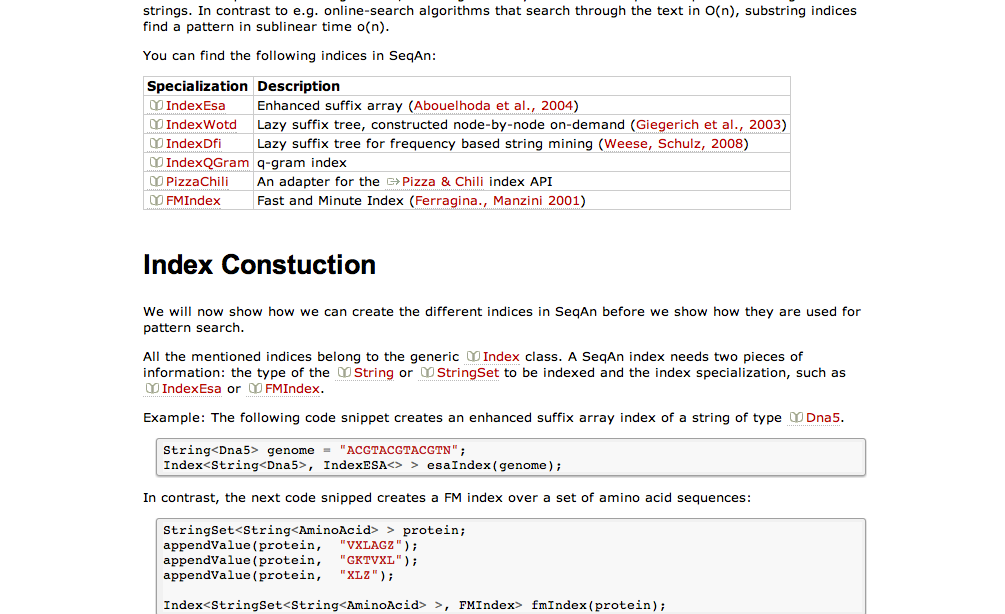 strings. In contrast to e.g. online-search algorithms that search through the text in O(n), substring indices
find a pattern in sublinear time o(n).
You can find the following indices in SeqAn:
Specialization Description
IndexEsa Enhanced suffix array (Abouelhoda et al., 2004)
IndexWotd Lazy suffix tree, constructed node-by-node on-demand (Giegerich et al., 2003)
IndexDfi Lazy suffix tree for frequency based string mining (Weese, Schulz, 2008)
IndexQGram q-gram index
PizzaChili An adapter for the Pizza & Chili index API
FMIndex Fast and Minute Index (Ferragina., Manzini 2001)
Index Constuction
We will now show how we can create the different indices in SeqAn before we show how they are used for
pattern search.
All the mentioned indices belong to the generic Index class. A SeqAn index needs two pieces of
information: the type of the String or StringSet to be indexed and the index specialization, such as
IndexEsa or FMIndex.
Example: The following code snippet creates an enhanced suffix array index of a string of type Dna5.
String<Dna5> genome = "ACGTACGTACGTN";
Index<String<Dna5>, IndexESA<> > esaIndex(genome);
In contrast, the next code snipped creates a FM index over a set of amino acid sequences:
StringSet<String<AminoAcid> > protein;
appendValue(protein, "VXLAGZ");
appendValue(protein, "GKTVXL");
appendValue(protein, "XLZ");
Index<StringSet<String<AminoAcid> >, FMIndex> fmIndex(protein);